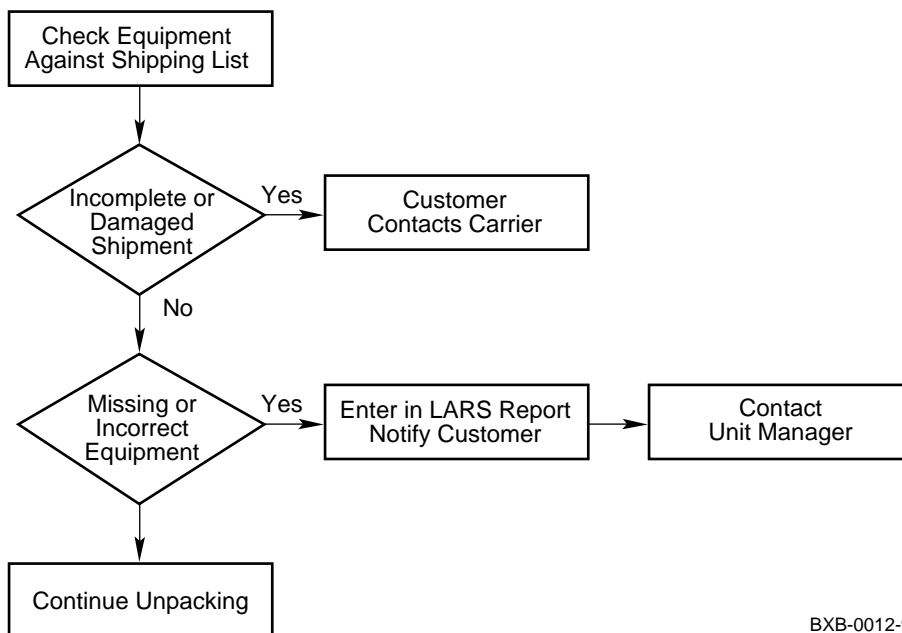 Check Equipment
Against Shipping List
Incomplete or
Damaged
Shipment
Yes
Customer
Contacts Carrier
No
Missing or
Incorrect
Equipment
Yes
Enter in LARS Report
Notify Customer
Contact
Unit Manager
Continue Unpacking